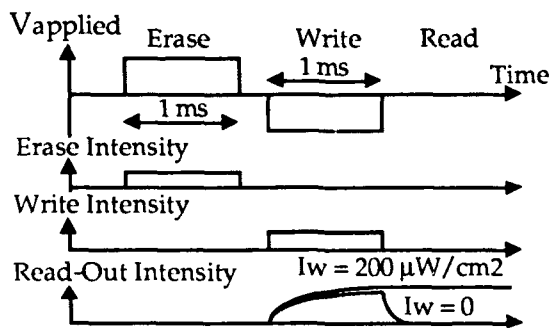 Vapplied
Erase Write Read
1 ms
Time
1 ms
Erase Intensity
Write Intensity
Read-Out Intensity
Iw = 200 μW/cm2
Iw = 0